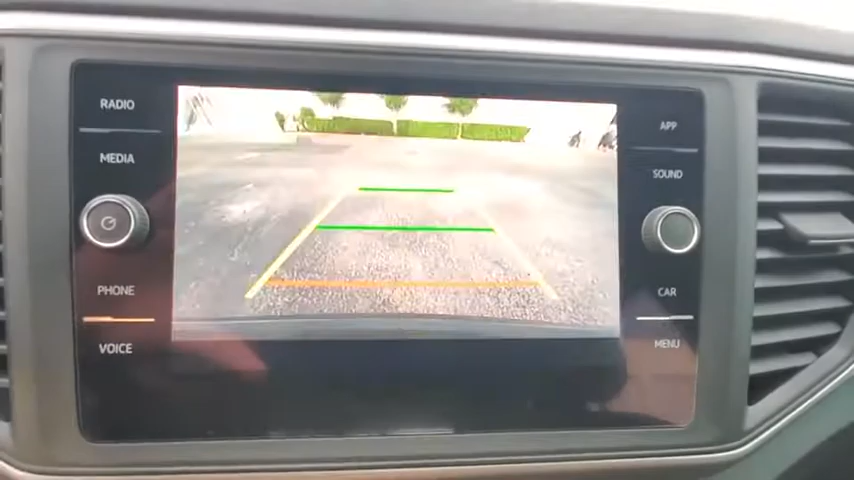 RADIO
MEDIA
PHONE
VOICE
APP
SOUND
CAR
MENU